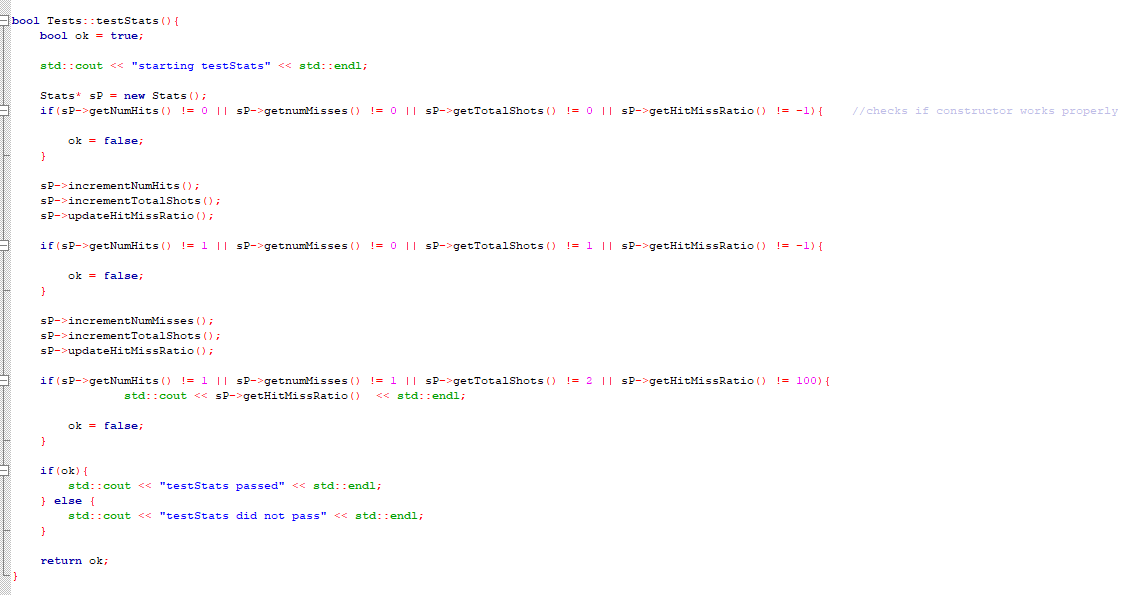 bool Tests::testStats(){
bool ok = true;
std::cout << "starting testStats" << std::endl;
Stats* sP = new Stats();
if(sP->getNumHits() != 0 || sP->getnumMisses() != 0 || sP->getTotalShots() != 0 || sP->getHitMissRatio() != -1){ //checks if constructor works properly
ok = false;
}
sP->incrementNumHits();
sP->incrementTotalShots();
sP->updateHitMissRatio();
if(sP->getNumHits() != 1 || sP->getnumMisses() != 0 || sP->getTotalShots() != 1 || sP->getHitMissRatio() != -1){
ok = false;
}
sP->incrementNumMisses();
sP->incrementTotalShots();
sP->updateHitMissRatio();
if(sP->getNumHits() != 1 || sP->getnumMisses() != 1 || sP->getTotalShots() != 2 || sP->getHitMissRatio() != 100){
std::cout << sP->getHitMissRatio() << std::endl;
ok = false;
}
if(ok){
std::cout << "testStats passed" << std::endl;
} else {
std::cout << "testStats did not pass" << std::endl;
}
return ok;
}